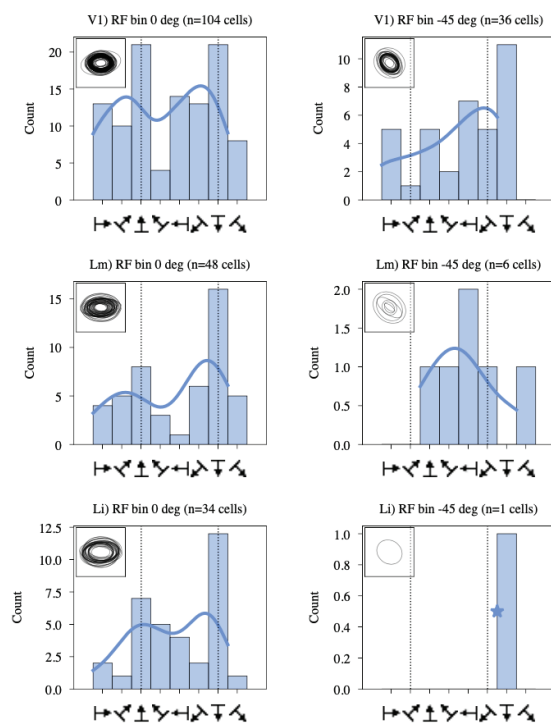 V1) RF bin 0 deg (n=104 cells)
20
15
10
5
0
Count
V1) RF bin -45 deg (n=36 cells)
10
8
6
4
2
0
Count
Lm) RF bin 0 deg (n=48 cells)
15
10
5
0
Count
Lm) RF bin -45 deg (n=6 cells)
2.0
1.5
1.0
0.5
0.0
Count
Li) RF bin 0 deg (n=34 cells)
12.5
10.0
7.5
5.0
2.5
0.0
Count
Li) RF bin -45 deg (n=1 cells)
1.0
0.8
0.6
0.4
0.2
0.0
Count